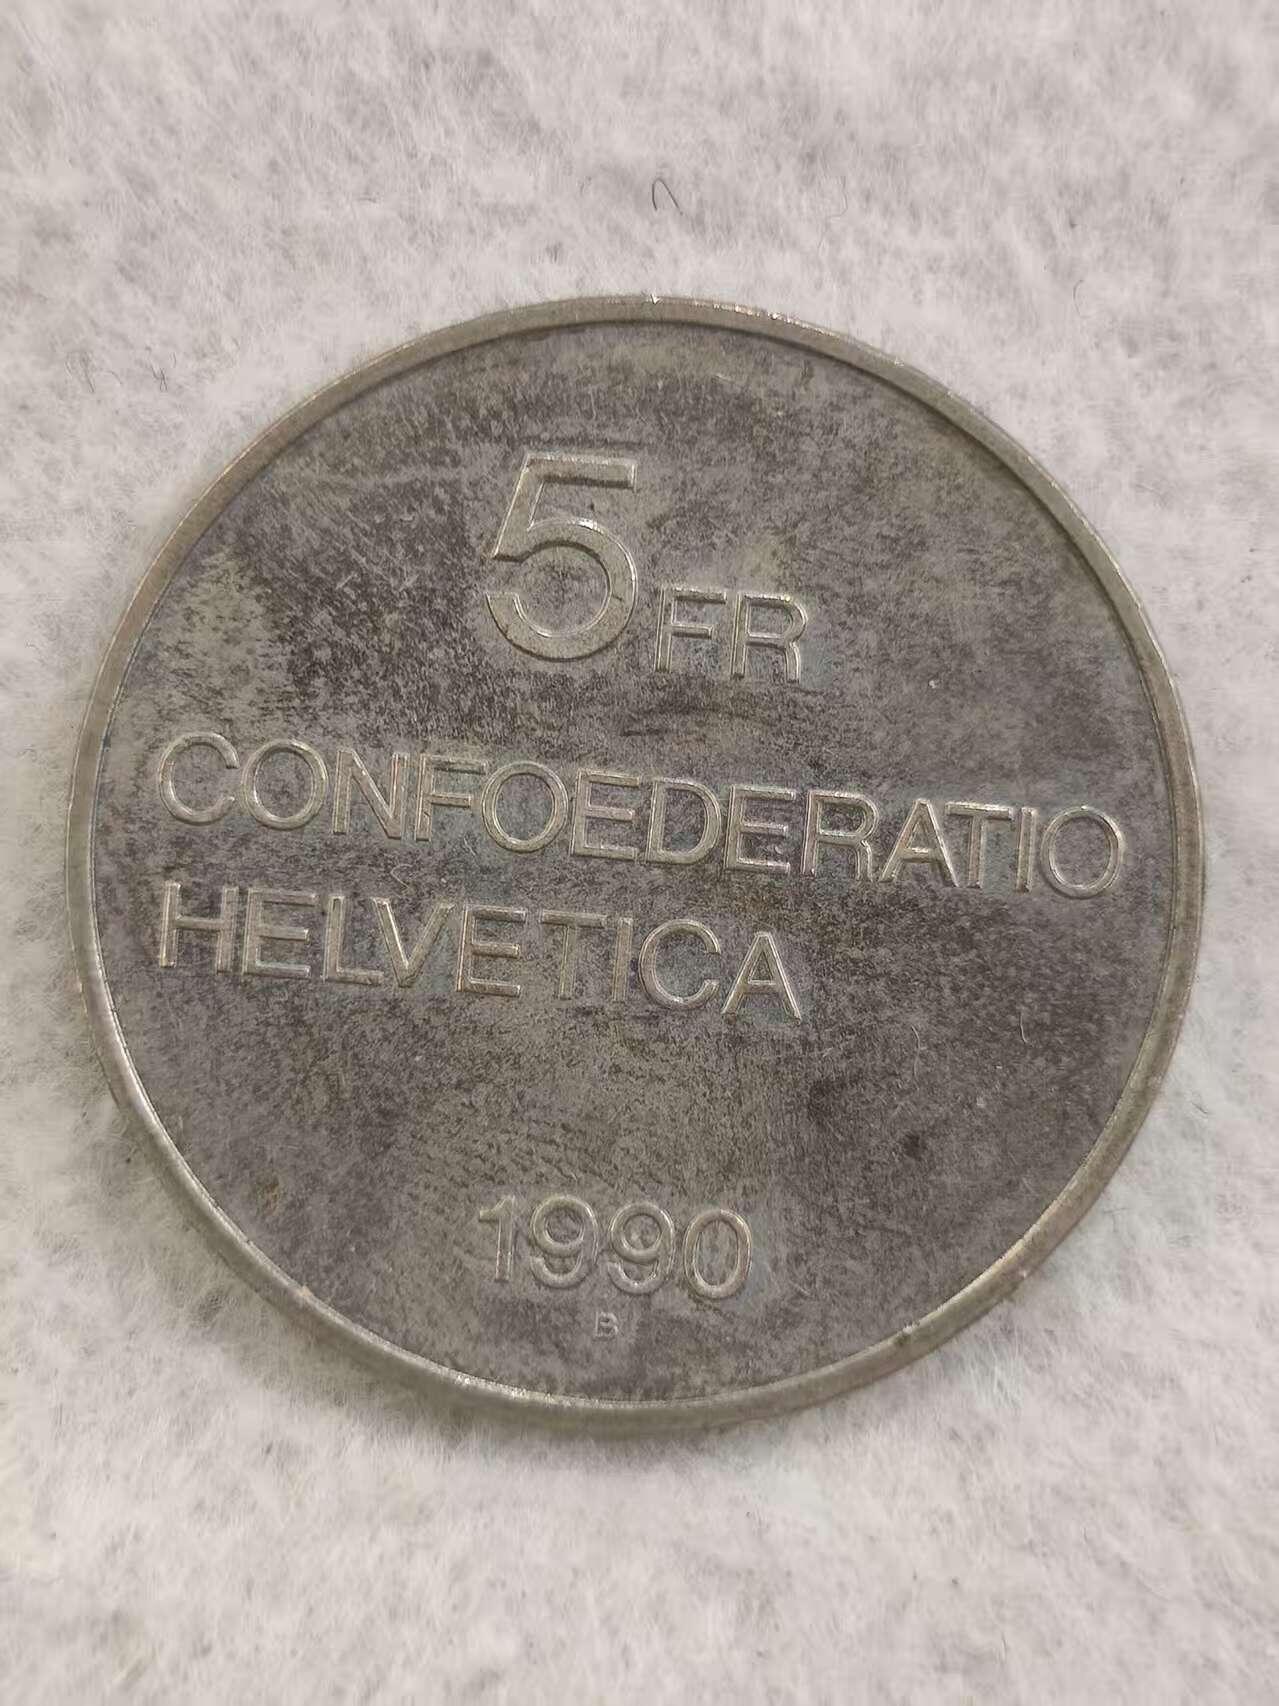 5 FR
CONFOEDERATIO
HELVETICA
1990
B